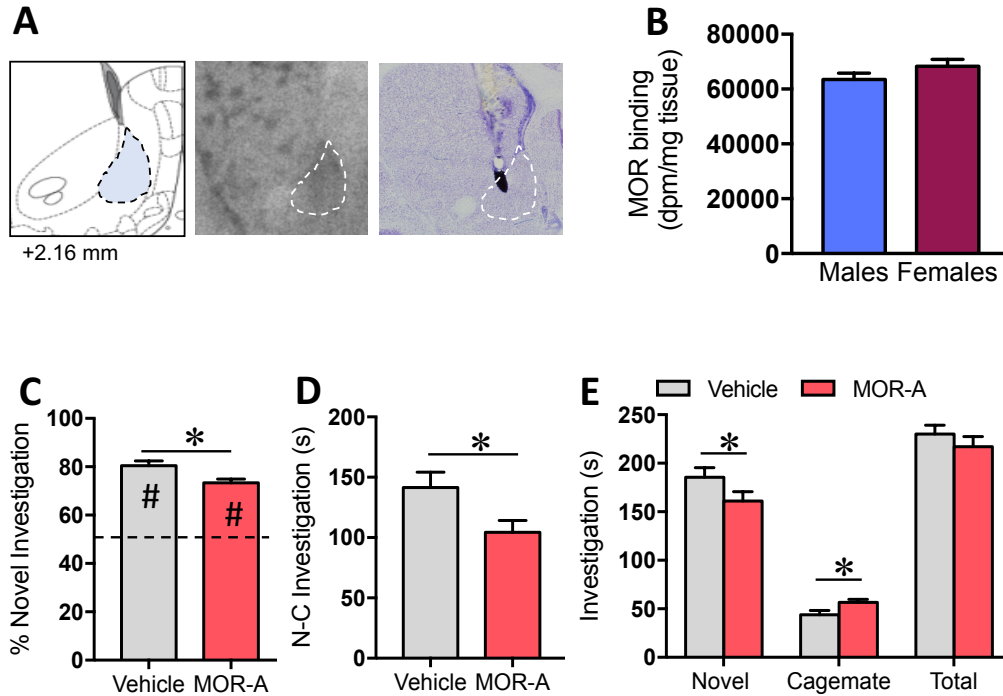 A
+2.16 mm
B
MOR binding
(dpm/mg tissue)
80000
60000
40000
20000
0
Males Females
C
% Novel Investigation
100
80
60
40
20
0
*
#
#
Vehicle MOR-A
D
N-C Investigation (s)
200
150
100
50
0
*
Vehicle MOR-A
E
Vehicle MOR-A
Investigation (s)
250
200
150
100
50
0
*
*
Novel Cagemate Total